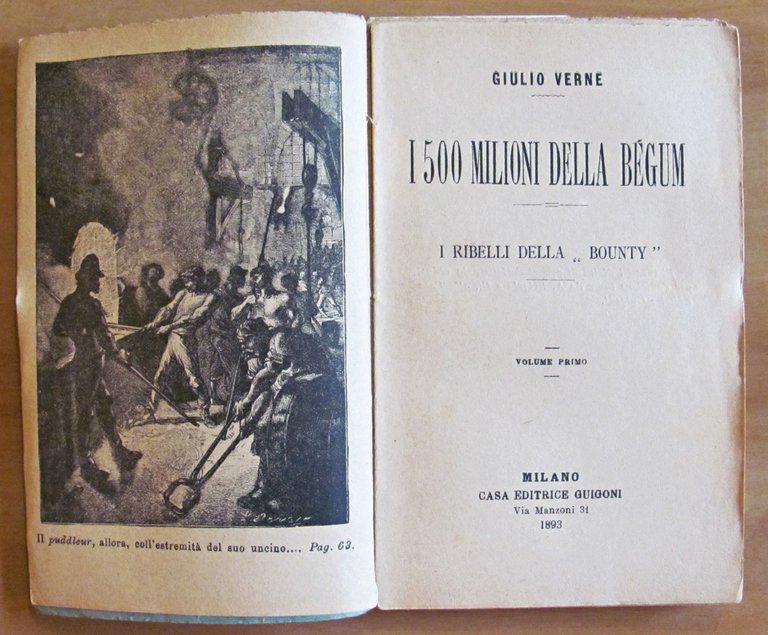 Il puddleur, allora, coll'estremità del suo uncino.... Pag. 63.
GIULIO VERNE
I 500 MILIONI DELLA BÉGUM
I RIBELLI DELLA „ BOUNTY "
VOLUME PRIMO
MILANO
CASA EDITRICE GUIGONI
Via Manzoni 31
1893